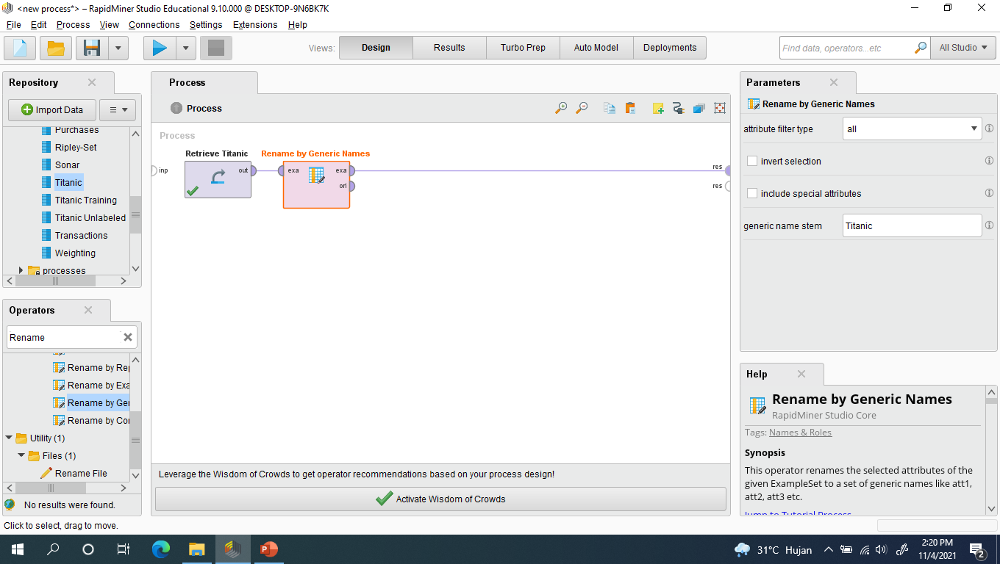 <new process*> – RapidMiner Studio Educational 9.10.000 @ DESKTOP-9N6BK7K
File Edit Process View Connections Settings Extensions Help
Views: Design Results Turbo Prep Auto Model Deployments
Find data, operators...etc
All Studio
Repository
Import Data
Purchases
Ripley-Set
Sonar
Titanic
Titanic Training
Titanic Unlabeled
Transactions
Weighting
processes
Operators
Rename
Rename by Rep
Rename by Exa
Rename by Ger
Rename by Cor
Utility (1)
Files (1)
Rename File
No results were found.
Click to select, drag to move.
Process
Process
Process
Retrieve Titanic
Rename by Generic Names
inp
out
exa
exa
ori
res
res
Leverage the Wisdom of Crowds to get operator recommendations based on your process design!
Activate Wisdom of Crowds
Parameters
Rename by Generic Names
attribute filter type all
invert selection
include special attributes
generic name stem Titanic
Help
Rename by Generic Names
RapidMiner Studio Core
Tags: Names & Roles
Synopsis
This operator renames the selected attributes of the
given ExampleSet to a set of generic names like att1,
att2, att3 etc.
Jump to Tutorial Process
31°C Hujan
2:20 PM
11/4/2021
2